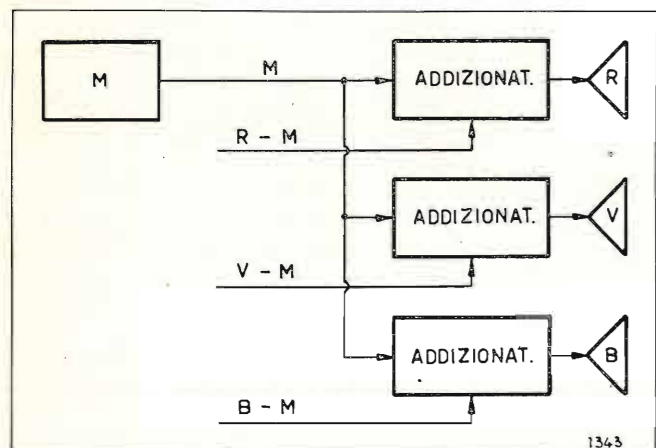 M
M
ADDIZIONAT.
R
R - M
ADDIZIONAT.
V
V - M
ADDIZIONAT.
B
B - M
1343